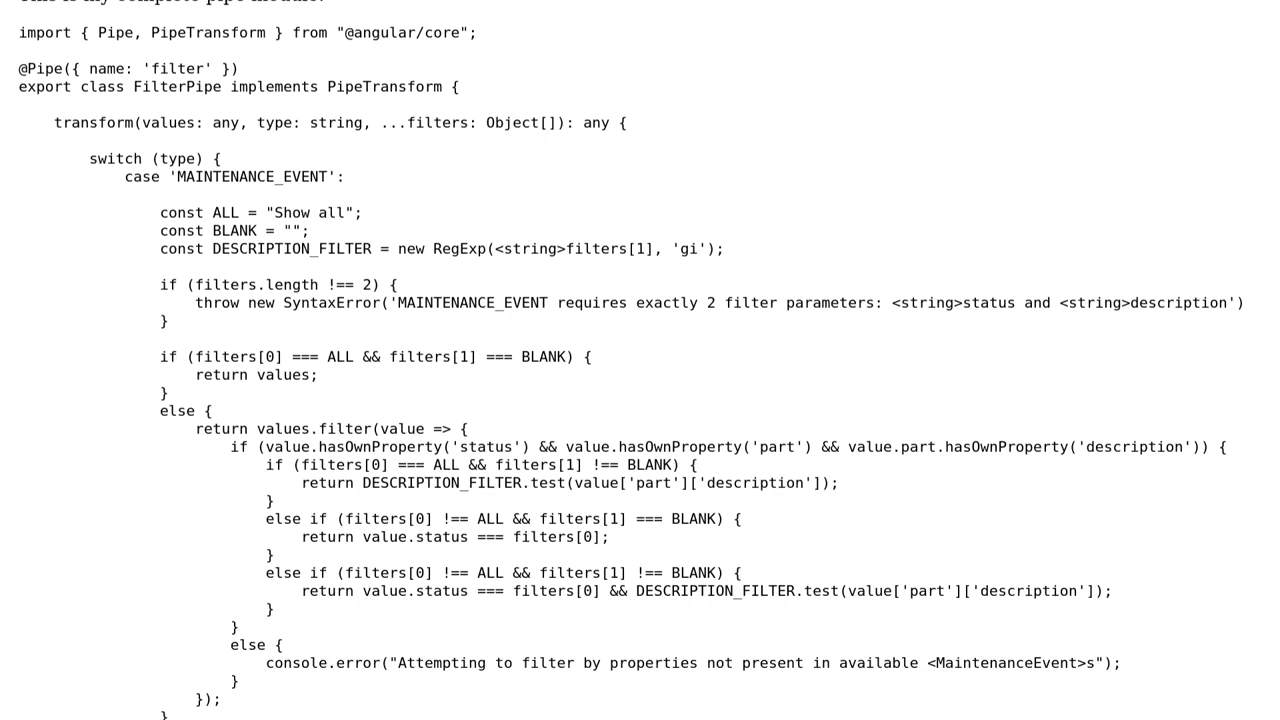 This is my complete pipe module:
import { Pipe, PipeTransform } from "@angular/core";
@Pipe({ name: 'filter' })
export class FilterPipe implements PipeTransform {
transform(values: any, type: string, ...filters: Object[]): any {
switch (type) {
case 'MAINTENANCE_EVENT':
const ALL = "Show all";
const BLANK = "";
const DESCRIPTION_FILTER = new RegExp(<string>filters[1], 'gi');
if (filters.length !== 2) {
throw new SyntaxError('MAINTENANCE_EVENT requires exactly 2 filter parameters: <string>status and <string>description')
}
if (filters[0] === ALL && filters[1] === BLANK) {
return values;
}
else {
return values.filter(value => {
if (value.hasOwnProperty('status') && value.hasOwnProperty('part') && value.part.hasOwnProperty('description')) {
if (filters[0] === ALL && filters[1] !== BLANK) {
return DESCRIPTION_FILTER.test(value['part']['description']);
}
else if (filters[0] !== ALL && filters[1] === BLANK) {
return value.status === filters[0];
}
else if (filters[0] !== ALL && filters[1] !== BLANK) {
return value.status === filters[0] && DESCRIPTION_FILTER.test(value['part']['description']);
}
}
else {
console.error("Attempting to filter by properties not present in available <MaintenanceEvent>s");
}
});
}